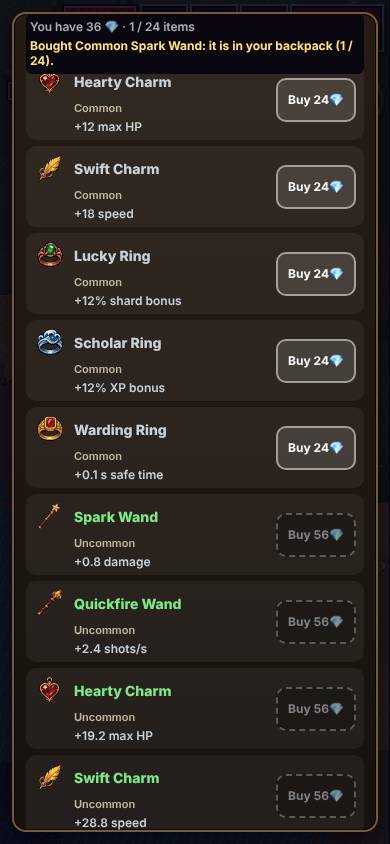 You have 36 💎 · 1 / 24 items
Bought Common Spark Wand: it is in your backpack (1 /
24).
Hearty Charm
Common
+12 max HP
Buy 24💎
Swift Charm
Common
+18 speed
Buy 24💎
Lucky Ring
Common
+12% shard bonus
Buy 24💎
Scholar Ring
Common
+12% XP bonus
Buy 24💎
Warding Ring
Common
+0.1 s safe time
Buy 24💎
Spark Wand
Uncommon
+0.8 damage
Buy 56💎
Quickfire Wand
Uncommon
+2.4 shots/s
Buy 56💎
Hearty Charm
Uncommon
+19.2 max HP
Buy 56💎
Swift Charm
Uncommon
+28.8 speed
Buy 56💎